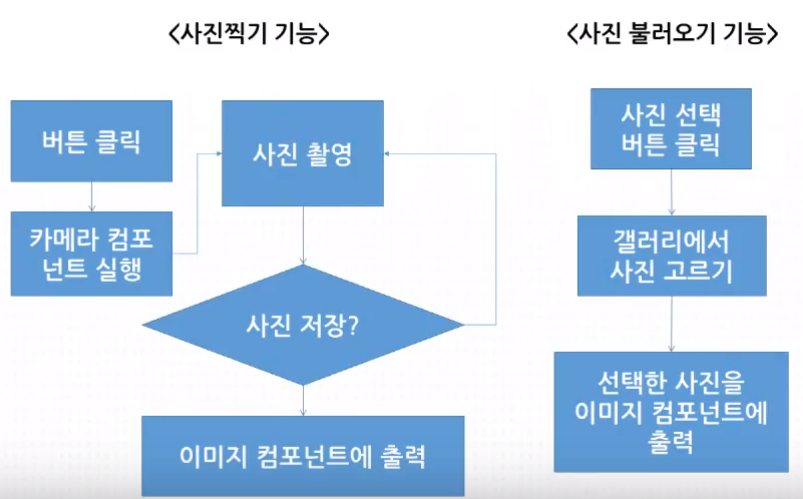 <사진찍기 기능>
버튼 클릭
카메라 컴포
넌트 실행
사진 촬영
사진 저장?
이미지 컴포넌트에 출력
<사진 불러오기 기능>
사진 선택
버튼 클릭
갤러리에서
사진 고르기
선택한 사진을
이미지 컴포넌트에
출력